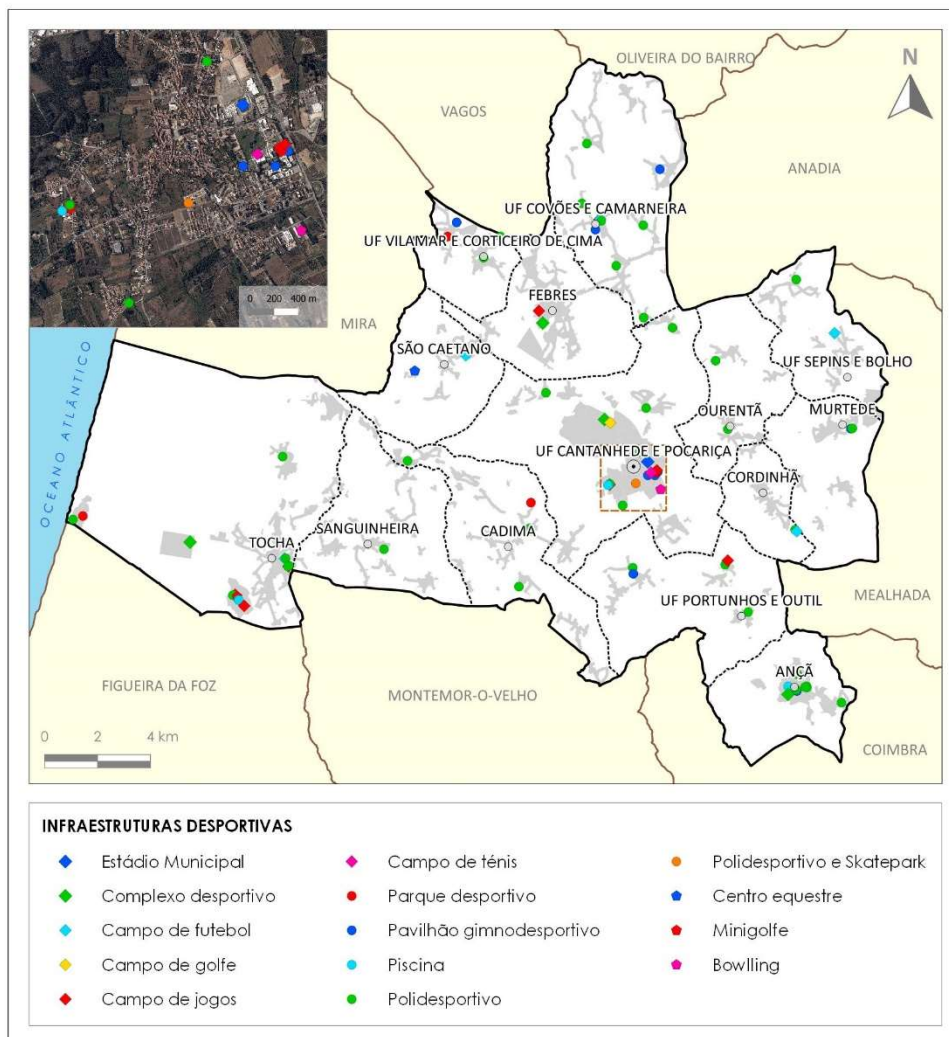 OLIVEIRA DO BAIRRO
N
VAGOS
ANADIA
UF COVÕES E CAMARNEIRA
UF VILAMAR E CORTICEIRO DE CIMA
0 200 400 m
FEBRES
MIRA
SÃO CAETANO
UF SEPINS E BOLHO
OCEANO ATLÂNTICO
OURENTÃ
MURTEDE
UF CANTANHEDE E POCARIÇA
CORDINHÃ
SANGUINHEIRA
CADIMA
TOCHA
MEALHADA
UF PORTUNHOS E OUTIL
ANÇÃ
FIGUEIRA DA FOZ
MONTEMOR-O-VELHO
0 2 4 km
COIMBRA
INFRAESTRUTURAS DESPORTIVAS
Estádio Municipal
Complexo desportivo
Campo de futebol
Campo de golfe
Campo de jogos
Campo de ténis
Parque desportivo
Pavilhão gimnodesportivo
Piscina
Polidesportivo
Polidesportivo e Skatepark
Centro equestre
Minigolfe
Bowlling